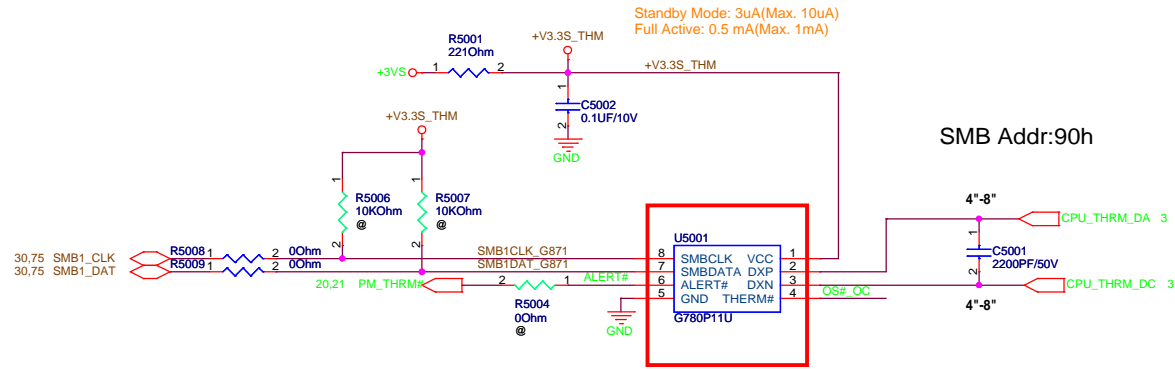 Standby Mode: 3uA(Max. 10uA)
Full Active: 0.5 mA(Max. 1mA)
R5001
221Ohm
+V3.3S_THM
+3VS 1 2 +V3.3S_THM
1
C5002
0.1UF/10V
2
GND
+V3.3S_THM
SMB Addr:90h
1 1
R5006 R5007
10KOhm 10KOhm
@ @
2 2
4"-8"
CPU_THRM_DA 3
1
C5001
2200PF/50V
2
CPU_THRM_DC 3
4"-8"
30,75 SMB1_CLK R5008 1 2 0Ohm SMB1CLK_G871
30,75 SMB1_DAT R5009 1 2 0Ohm SMB1DAT_G871
20,21 PM_THRM# 2 1 ALERT#
R5004
0Ohm
@
GND
U5001
8 SMBCLK VCC 1
7 SMBDATA DXP 2
6 ALERT# DXN 3
5 GND THERM# 4
G780P11U
OS#_OC